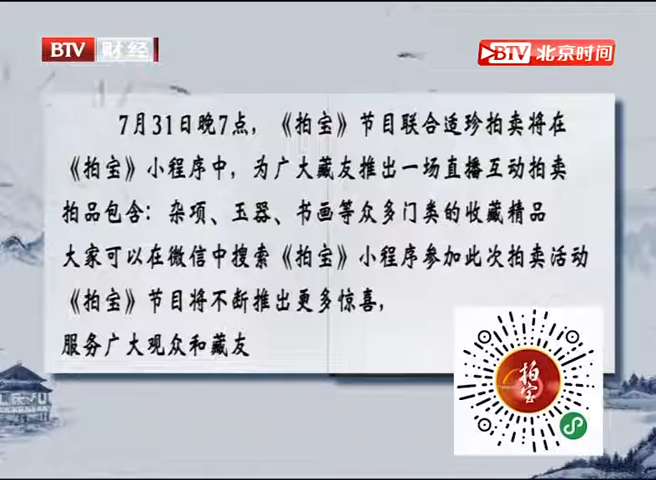 BTV 财经
BTV 北京时间
7月31日晚7点，《拍宝》节目联合适珍拍卖将在
《拍宝》小程序中，为广大藏友推出一场直播互动拍卖
拍品包含：杂项、玉器、书画等众多门类的收藏精品
大家可以在微信中搜索《拍宝》小程序参加此次拍卖活动
《拍宝》节目将不断推出更多惊喜，
服务广大观众和藏友
拍宝